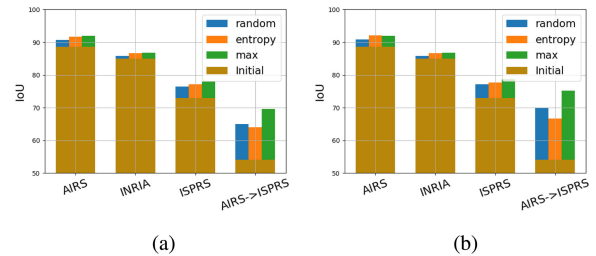 IoU
100
90
80
70
60
50
random
entropy
max
Initial
AIRS
INRIA
ISPRS
AIRS->ISPRS
(a)
IoU
100
90
80
70
60
50
random
entropy
max
Initial
AIRS
INRIA
ISPRS
AIRS->ISPRS
(b)